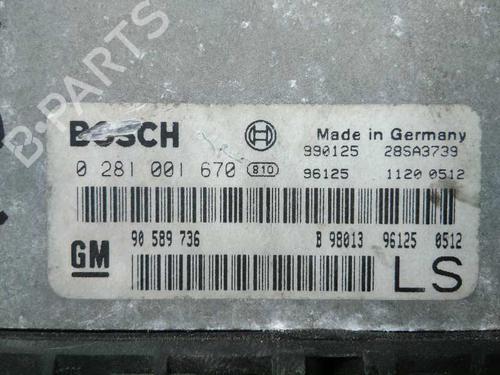 B-PARTS
BOSCH
Made in Germany
0 281 001 670 810
990125 28SA3739
96125 1120 0512
GM
90 589 736
B 98013 96125 0512
LS